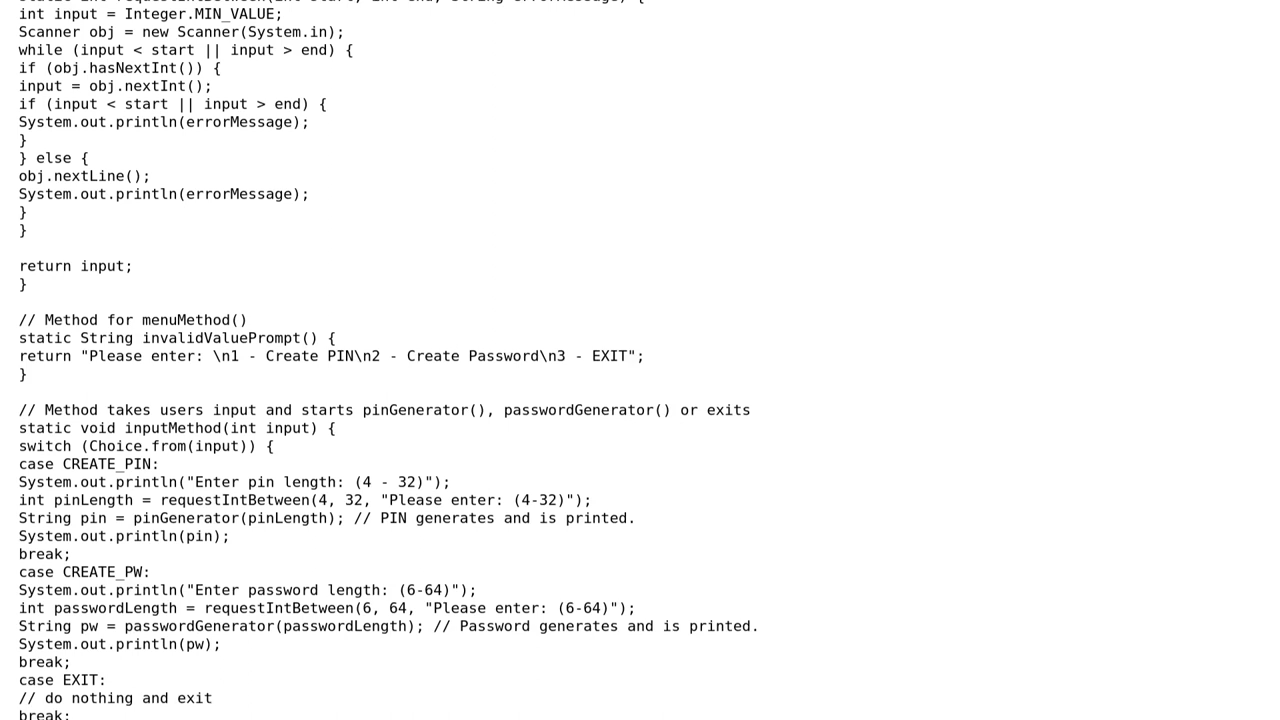 int input = Integer.MIN_VALUE;
Scanner obj = new Scanner(System.in);
while (input < start || input > end) {
if (obj.hasNextInt()) {
input = obj.nextInt();
if (input < start || input > end) {
System.out.println(errorMessage);
}
} else {
obj.nextLine();
System.out.println(errorMessage);
}
}

return input;
}

// Method for menuMethod()
static String invalidValuePrompt() {
return "Please enter: \n1 - Create PIN\n2 - Create Password\n3 - EXIT";
}

// Method takes users input and starts pinGenerator(), passwordGenerator() or exits
static void inputMethod(int input) {
switch (Choice.from(input)) {
case CREATE_PIN:
System.out.println("Enter pin length: (4 - 32)");
int pinLength = requestIntBetween(4, 32, "Please enter: (4-32)");
String pin = pinGenerator(pinLength); // PIN generates and is printed.
System.out.println(pin);
break;
case CREATE_PW:
System.out.println("Enter password length: (6-64)");
int passwordLength = requestIntBetween(6, 64, "Please enter: (6-64)");
String pw = passwordGenerator(passwordLength); // Password generates and is printed.
System.out.println(pw);
break;
case EXIT:
// do nothing and exit
break;